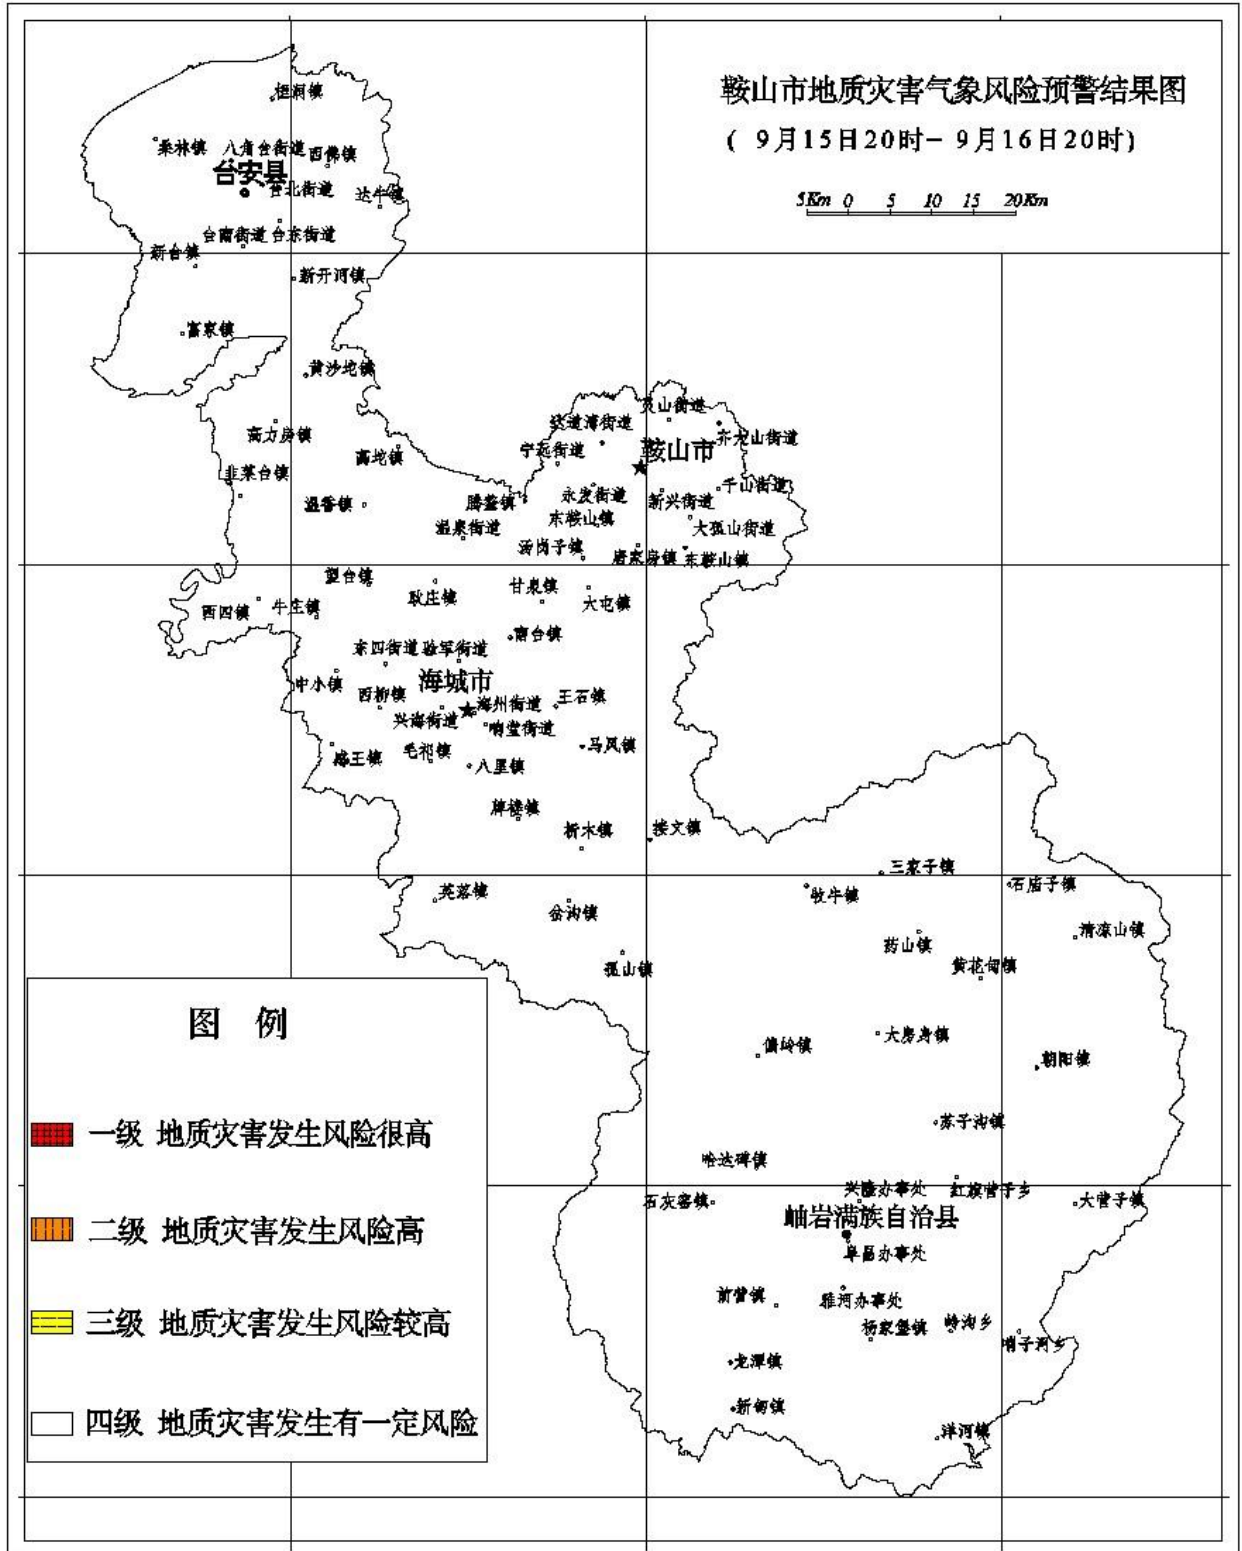 鞍山市地质灾害气象风险预警结果图
( 9月15日20时- 9月16日20时)
5Km 0 5 10 15 20Km
桓洞镇
桑林镇 八角台街道 西佛镇
台安县
台北街道 达牛镇
台南街道 台东街道
新台镇
新开河镇
富家镇
黄沙坨镇
灵山街道
达道湾街道
高力房镇 齐大山街道
鞍山市
宁远街道
高坨镇
韭菜台镇
千山街道
永发街道
温香镇 腾鳌镇 新兴街道
东鞍山镇
温泉街道 大孤山街道
汤岗子镇
唐家房镇 东鞍山镇
望台镇
甘泉镇
耿庄镇 大屯镇
西四镇 牛庄镇
南台镇
东四街道 验军街道
海城市
中小镇
西柳镇 王石镇
海州街道
兴海街道 响堂街道
马风镇
感王镇 毛祁镇
八里镇
牌楼镇
析木镇 接文镇
三家子镇
英落镇 牧牛镇 石庙子镇
岔沟镇
清凉山镇
药山镇
孤山镇 黄花甸镇
大房身镇
偏岭镇
朝阳镇
苏子沟镇
哈达碑镇
兴隆办事处 红旗营子乡
石灰窑镇 大营子镇
岫岩满族自治县
阜昌办事处
前营镇 雅河办事处
杨家堡镇 岭沟乡
哨子河乡
龙潭镇
新甸镇
洋河镇
图 例
一级 地质灾害发生风险很高
二级 地质灾害发生风险高
三级 地质灾害发生风险较高
四级 地质灾害发生有一定风险